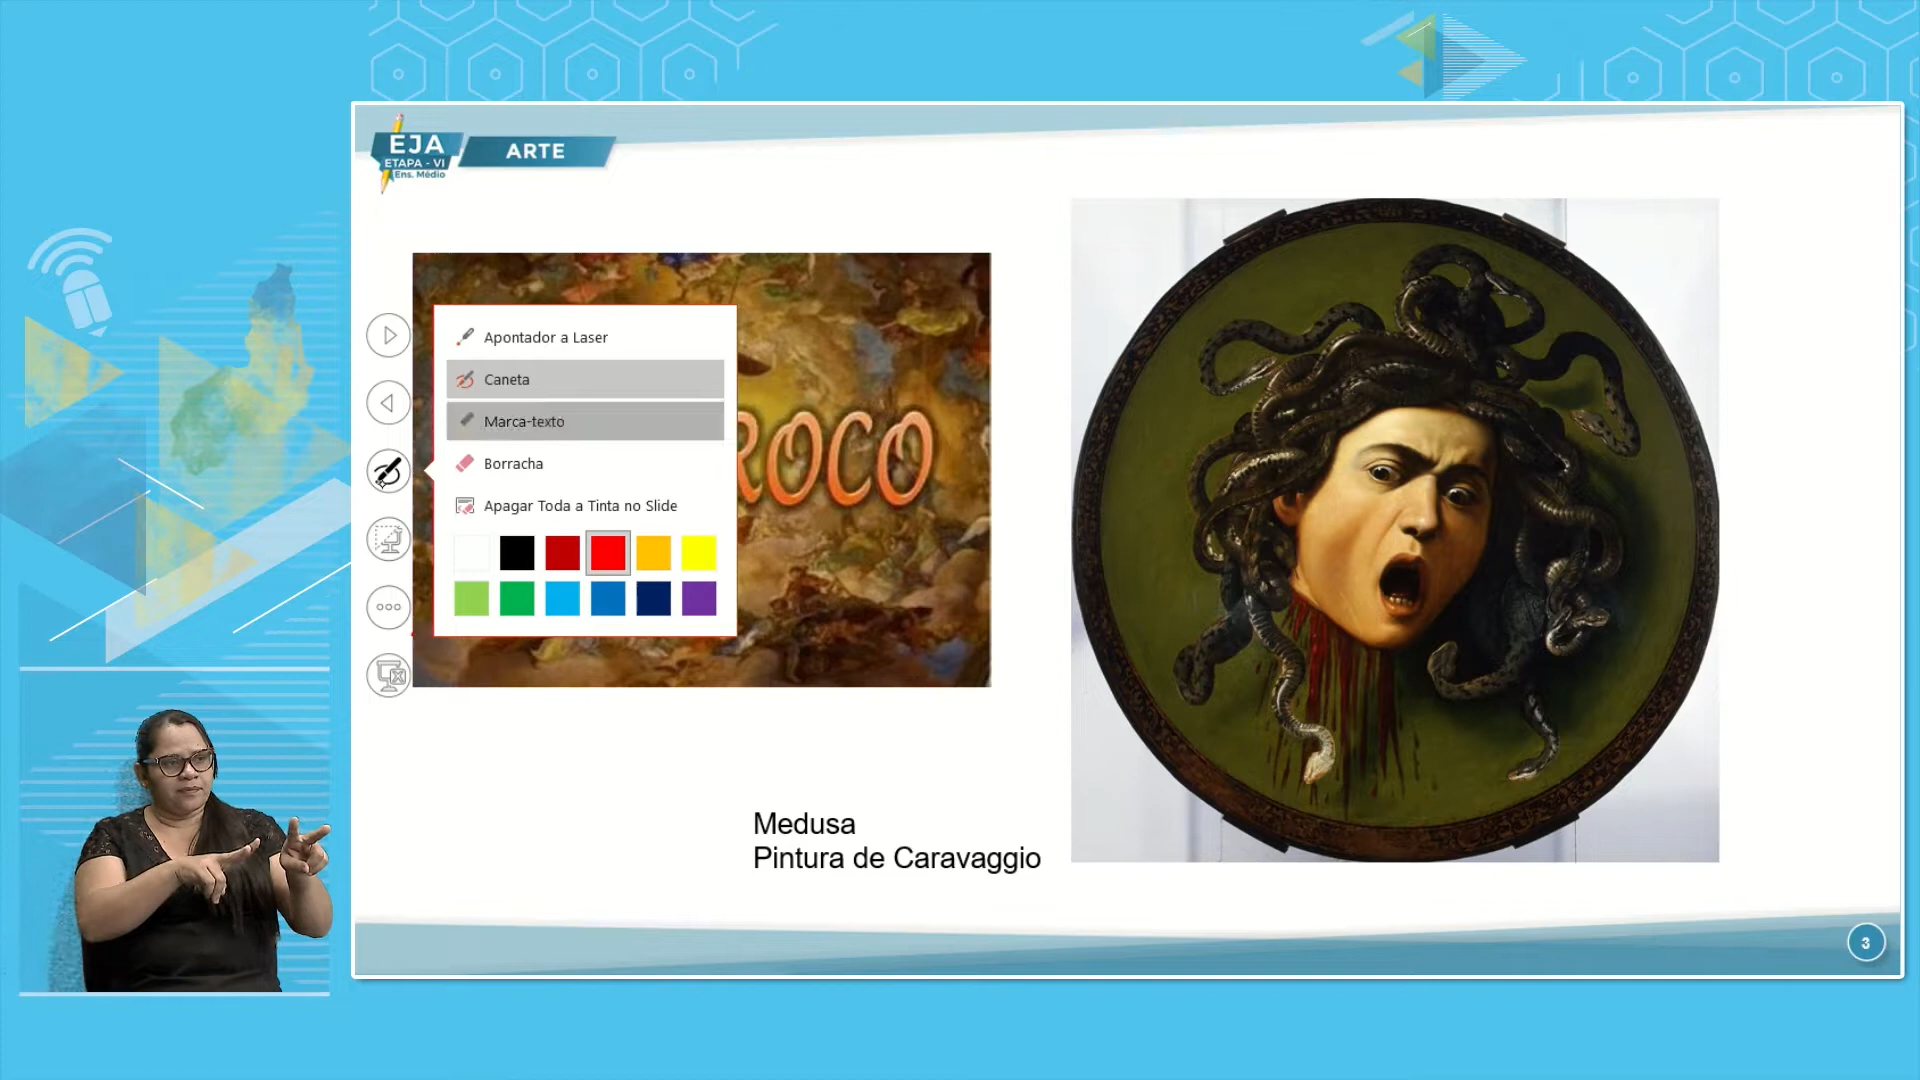 EJA
ETAPA - VI
Ens. Médio
ARTE
Apontador a Laser
Caneta
Marca-texto
Borracha
Apagar Toda a Tinta no Slide
ROCO
Medusa
Pintura de Caravaggio
3